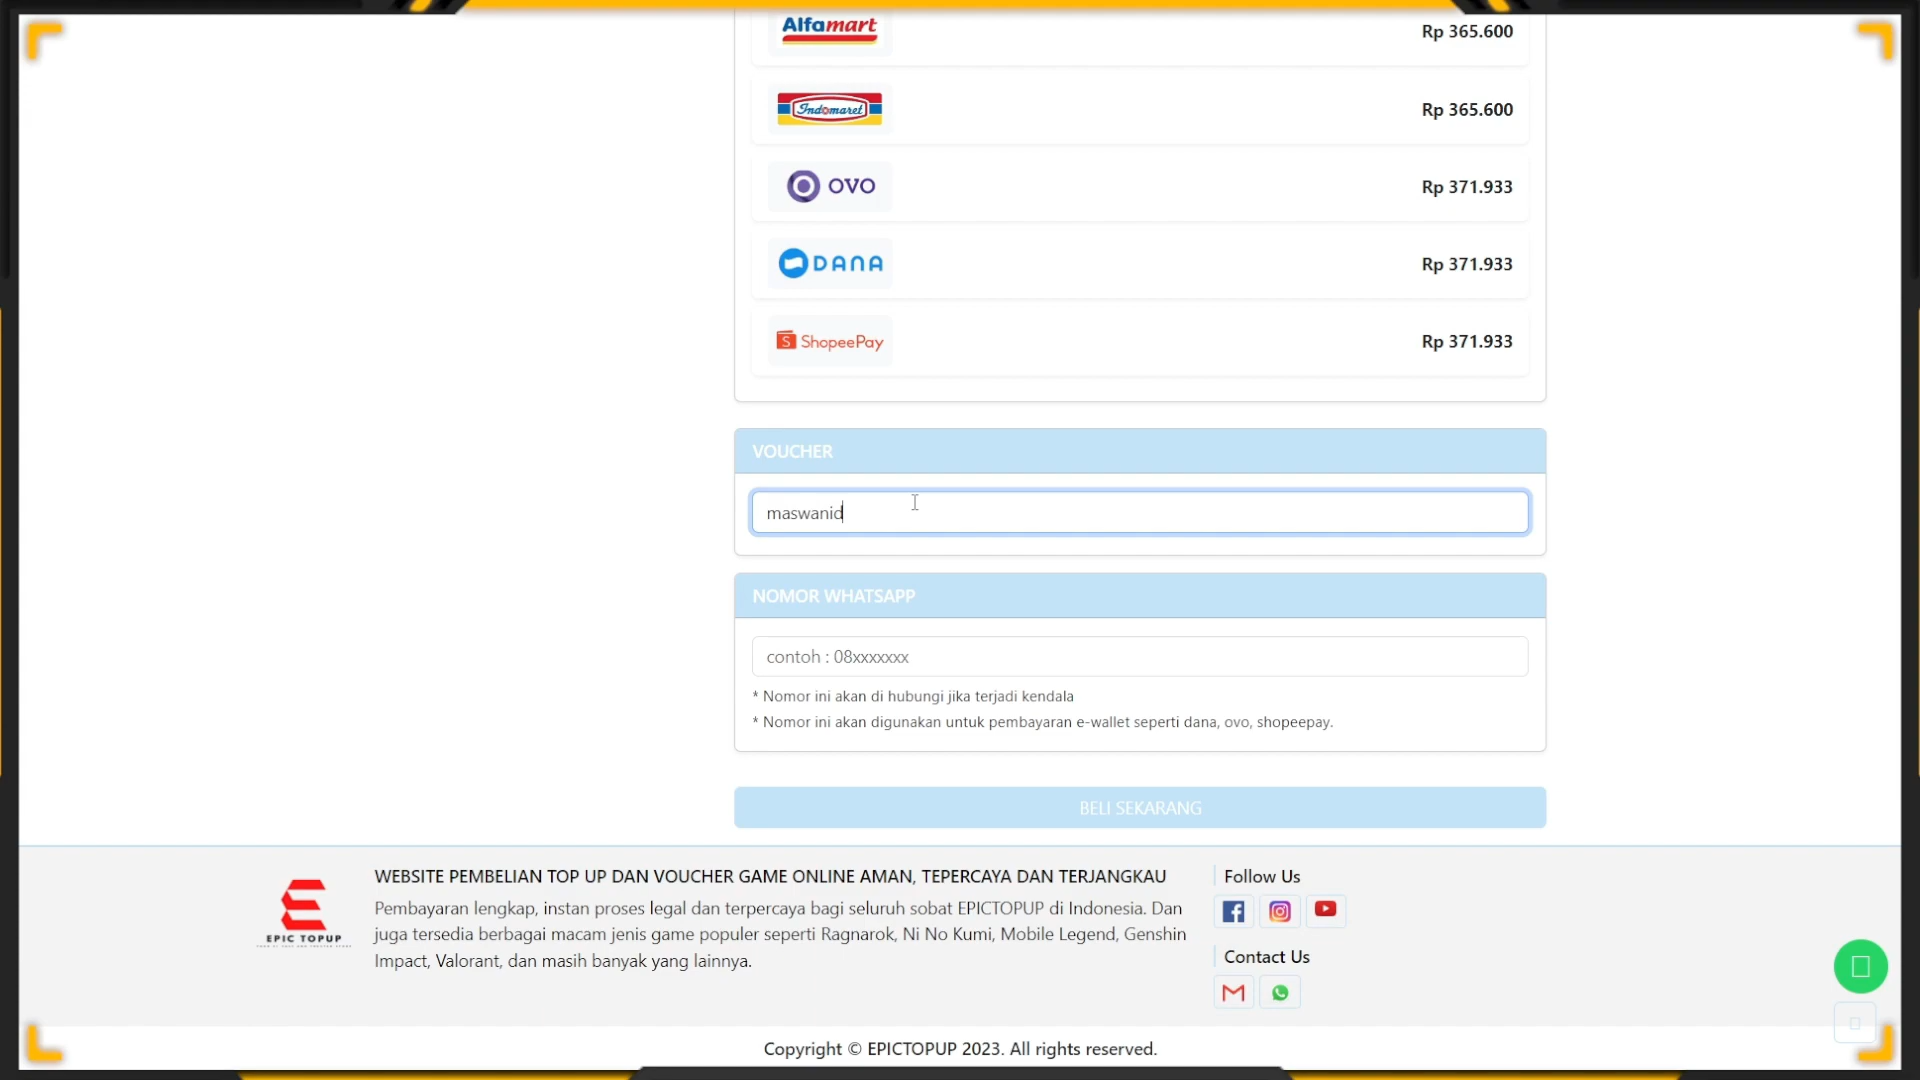 Alfamart
Rp 365.600
Indomaret
Rp 365.600
OVO
Rp 371.933
DANA
Rp 371.933
S ShopeePay
Rp 371.933
VOUCHER
maswanid
NOMOR WHATSAPP
contoh : 08xxxxxxx
* Nomor ini akan di hubungi jika terjadi kendala
* Nomor ini akan digunakan untuk pembayaran e-wallet seperti dana, ovo, shopeepay.
BELI SEKARANG
EPIC TOPUP
WEBSITE PEMBELIAN TOP UP DAN VOUCHER GAME ONLINE AMAN, TEPERCAYA DAN TERJANGKAU
Pembayaran lengkap, instan proses legal dan terpercaya bagi seluruh sobat EPICTOPUP di Indonesia. Dan
juga tersedia berbagai macam jenis game populer seperti Ragnarok, Ni No Kumi, Mobile Legend, Genshin
Impact, Valorant, dan masih banyak yang lainnya.
Follow Us
Contact Us
Copyright © EPICTOPUP 2023. All rights reserved.